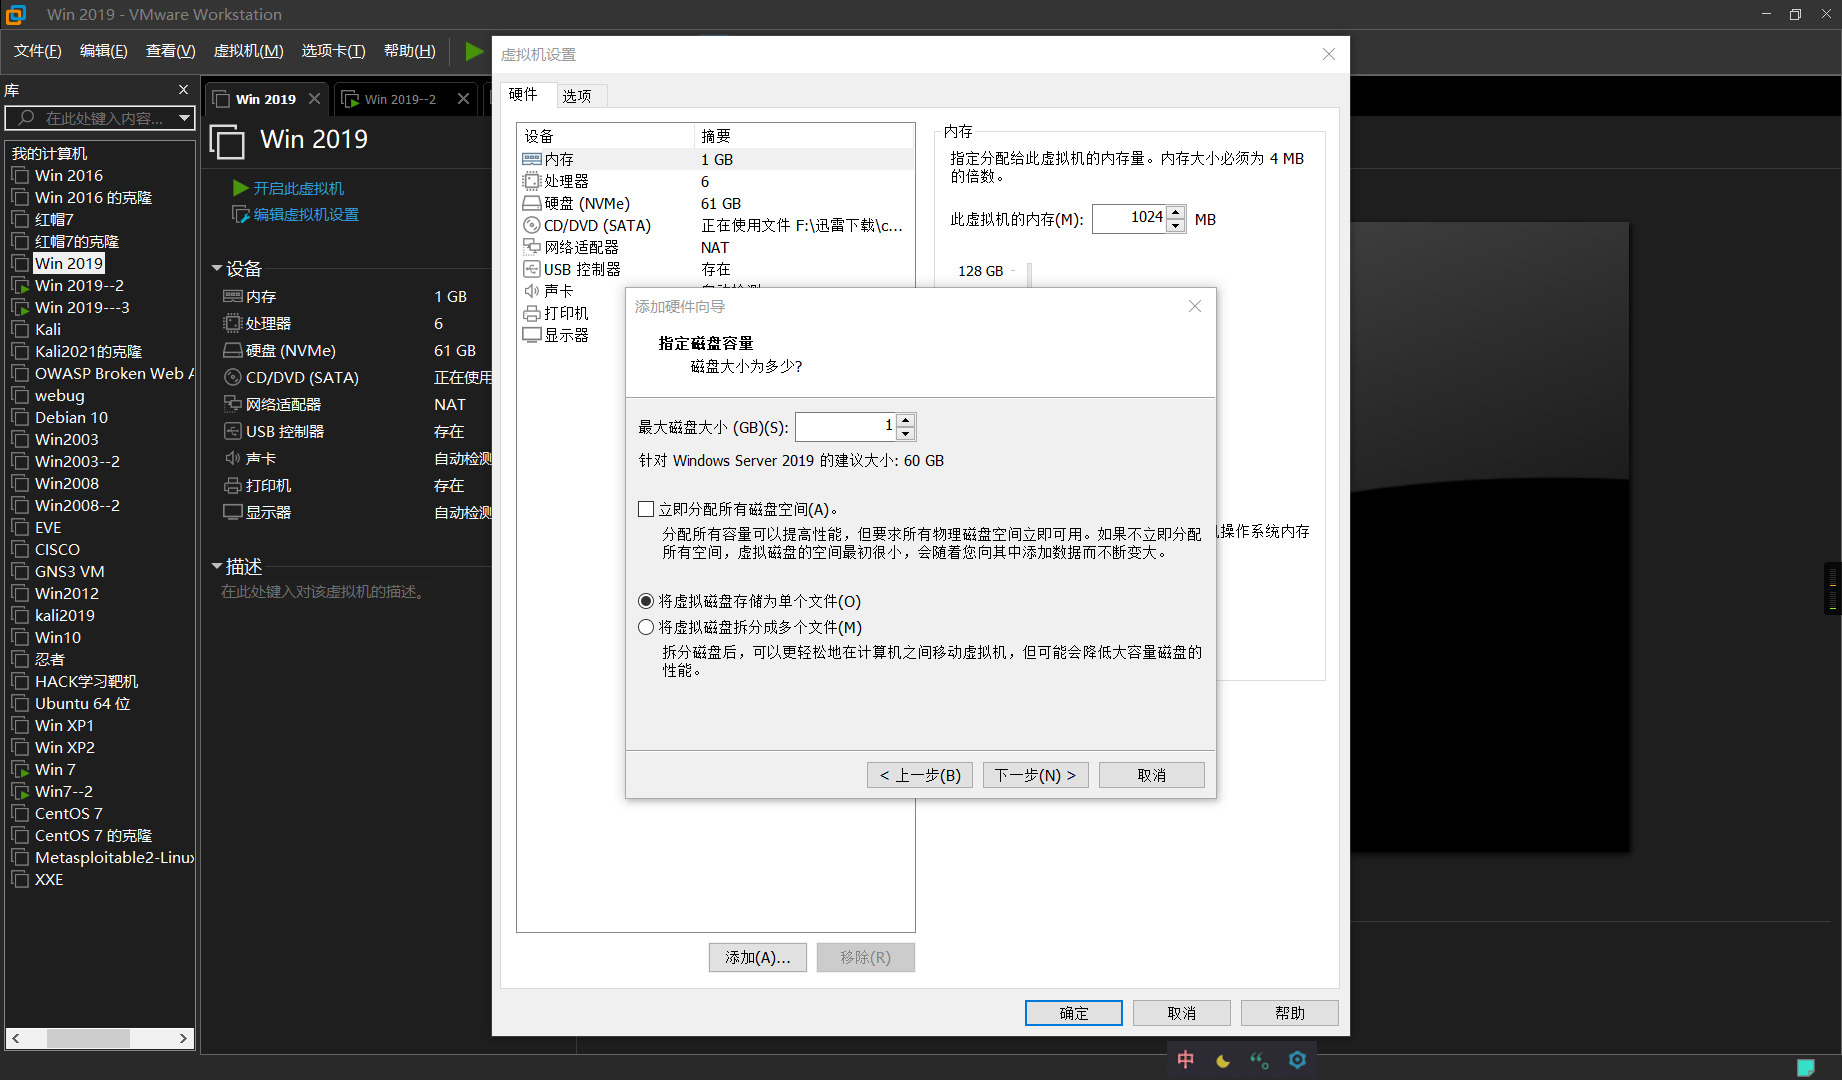 Win 2019 - VMware Workstation
文件(F) 编辑(E) 查看(V) 虚拟机(M) 选项卡(T) 帮助(H)
库
在此处键入内容...
我的计算机
Win 2016
Win 2016 的克隆
红帽7
红帽7的克隆
Win 2019
Win 2019--2
Win 2019---3
Kali
Kali2021的克隆
OWASP Broken Web A
webug
Debian 10
Win2003
Win2003--2
Win2008
Win2008--2
EVE
CISCO
GNS3 VM
Win2012
kali2019
Win10
忍者
HACK学习靶机
Ubuntu 64 位
Win XP1
Win XP2
Win 7
Win7--2
CentOS 7
CentOS 7 的克隆
Metasploitable2-Linux
XXE
Win 2019 Win 2019--2
Win 2019
开启此虚拟机
编辑虚拟机设置
设备
内存 1 GB
处理器 6
硬盘 (NVMe) 61 GB
CD/DVD (SATA) 正在使用
网络适配器 NAT
USB 控制器 存在
声卡 自动检测
打印机 存在
显示器 自动检测
描述
在此处键入对该虚拟机的描述。
虚拟机设置
硬件 选项
设备 摘要
内存 1 GB
处理器 6
硬盘 (NVMe) 61 GB
CD/DVD (SATA) 正在使用文件 F:\迅雷下载\c...
网络适配器 NAT
USB 控制器 存在
声卡
打印机
显示器
内存
指定分配给此虚拟机的内存量。内存大小必须为 4 MB
的倍数。
此虚拟机的内存(M): 1024 MB
128 GB
操作系统内存
添加硬件向导
指定磁盘容量
磁盘大小为多少?
最大磁盘大小 (GB)(S): 1
针对 Windows Server 2019 的建议大小: 60 GB
立即分配所有磁盘空间(A)。
分配所有容量可以提高性能，但要求所有物理磁盘空间立即可用。如果不立即分配
所有空间，虚拟磁盘的空间最初很小，会随着您向其中添加数据而不断变大。
将虚拟磁盘存储为单个文件(O)
将虚拟磁盘拆分成多个文件(M)
拆分磁盘后，可以更轻松地在计算机之间移动虚拟机，但可能会降低大容量磁盘的
性能。
< 上一步(B) 下一步(N) > 取消
添加(A)... 移除(R)
确定 取消 帮助
中